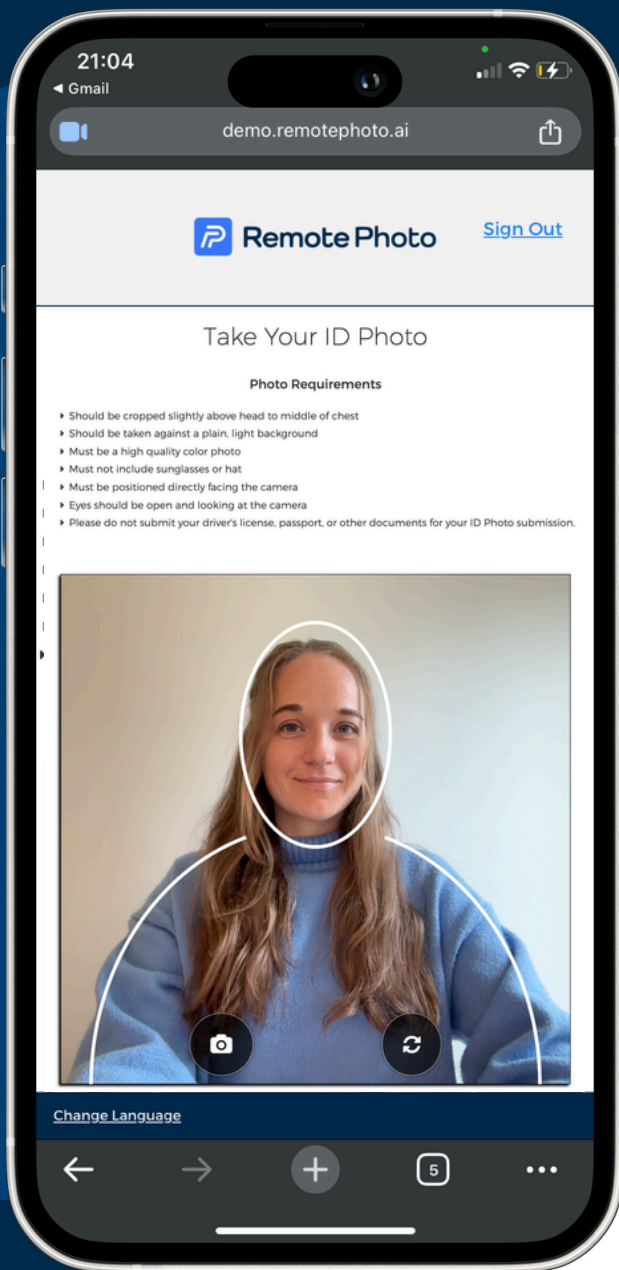 21:04
◀ Gmail
demo.remotephoto.ai
Remote Photo
Sign Out
Take Your ID Photo
Photo Requirements
Should be cropped slightly above head to middle of chest
Should be taken against a plain, light background
Must be a high quality color photo
Must not include sunglasses or hat
Must be positioned directly facing the camera
Eyes should be open and looking at the camera
Please do not submit your driver's license, passport, or other documents for your ID Photo submission.
Change Language
5